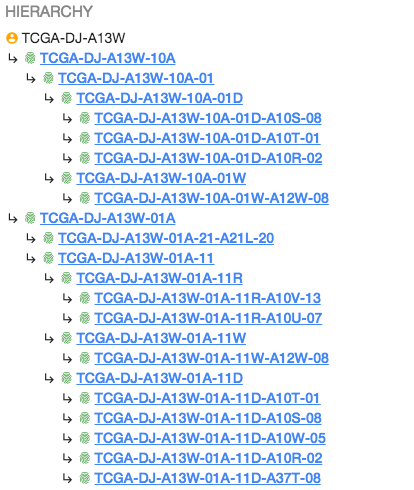 HIERARCHY
TCGA-DJ-A13W
TCGA-DJ-A13W-10A
TCGA-DJ-A13W-10A-01
TCGA-DJ-A13W-10A-01D
TCGA-DJ-A13W-10A-01D-A10S-08
TCGA-DJ-A13W-10A-01D-A10T-01
TCGA-DJ-A13W-10A-01D-A10R-02
TCGA-DJ-A13W-10A-01W
TCGA-DJ-A13W-10A-01W-A12W-08
TCGA-DJ-A13W-01A
TCGA-DJ-A13W-01A-21-A21L-20
TCGA-DJ-A13W-01A-11
TCGA-DJ-A13W-01A-11R
TCGA-DJ-A13W-01A-11R-A10V-13
TCGA-DJ-A13W-01A-11R-A10U-07
TCGA-DJ-A13W-01A-11W
TCGA-DJ-A13W-01A-11W-A12W-08
TCGA-DJ-A13W-01A-11D
TCGA-DJ-A13W-01A-11D-A10T-01
TCGA-DJ-A13W-01A-11D-A10S-08
TCGA-DJ-A13W-01A-11D-A10W-05
TCGA-DJ-A13W-01A-11D-A10R-02
TCGA-DJ-A13W-01A-11D-A37T-08